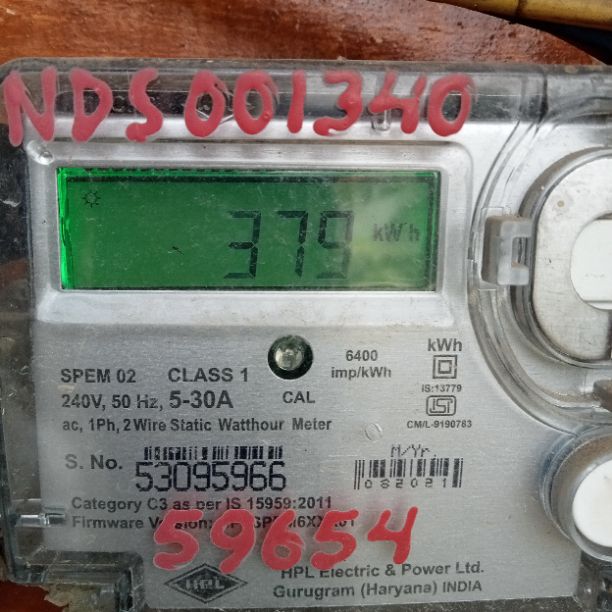 NDS001340
379 kWh
6400
imp/kWh
kWh
IS:13779
CM/L-9190783
SPEM 02 CLASS 1
CAL
240V, 50 Hz, 5-30A
ac, 1Ph, 2 Wire Static Watthour Meter
S. No. 53095966
M/Yr.
082021
Category C3 as per IS 15959:2011
Firmware
59654
HPL
HPL Electric & Power Ltd.
Gurugram (Haryana) INDIA